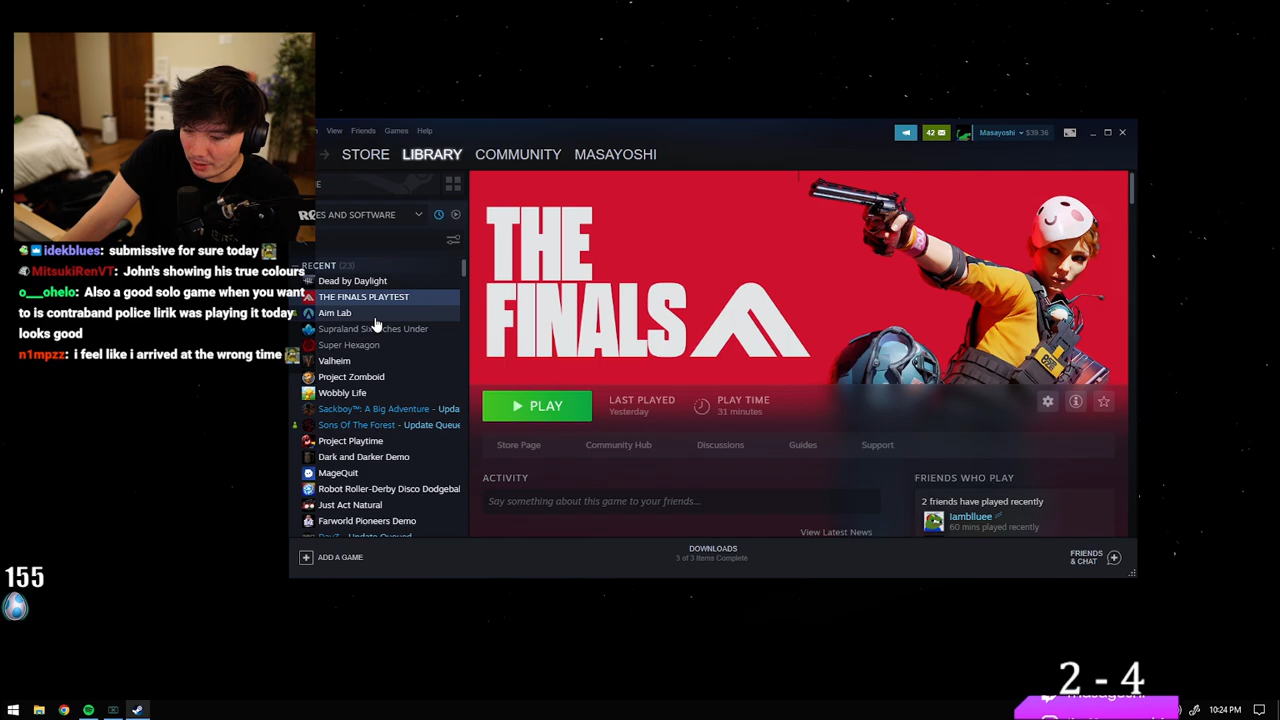 View Friends Games Help
42 Masayoshi $39.36
STORE LIBRARY COMMUNITY MASAYOSHI
ES AND SOFTWARE
RECENT (23)
Dead by Daylight
THE FINALS PLAYTEST
Aim Lab
Supraland Six Inches Under
Super Hexagon
Valheim
Project Zomboid
Wobbly Life
Sackboy™: A Big Adventure - Upda
Sons Of The Forest - Update Queue
Project Playtime
Dark and Darker Demo
MageQuit
Robot Roller-Derby Disco Dodgebal
Just Act Natural
Farworld Pioneers Demo
DayZ - Update Queued
ADD A GAME
THE
FINALS
PLAY
LAST PLAYED
Yesterday
PLAY TIME
31 minutes
Store Page Community Hub Discussions Guides Support
ACTIVITY
Say something about this game to your friends...
View Latest News
FRIENDS WHO PLAY
2 friends have played recently
Iamblluee
60 mins played recently
DOWNLOADS
3 of 3 Items Complete
FRIENDS
& CHAT
idekblues: submissive for sure today
MitsukiRenVT: John's showing his true colours
o___ohelo: Also a good solo game when you want
to is contraband police lirik was playing it today
looks good
n1mpzz: i feel like i arrived at the wrong time
155
2 - 4
10:24 PM